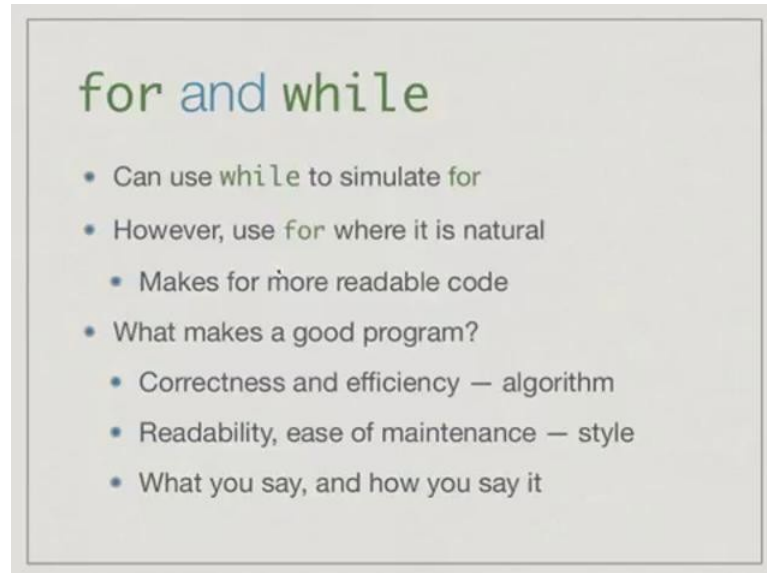 for and while
• Can use while to simulate for
• However, use for where it is natural
• Makes for more readable code
• What makes a good program?
• Correctness and efficiency — algorithm
• Readability, ease of maintenance — style
• What you say, and how you say it